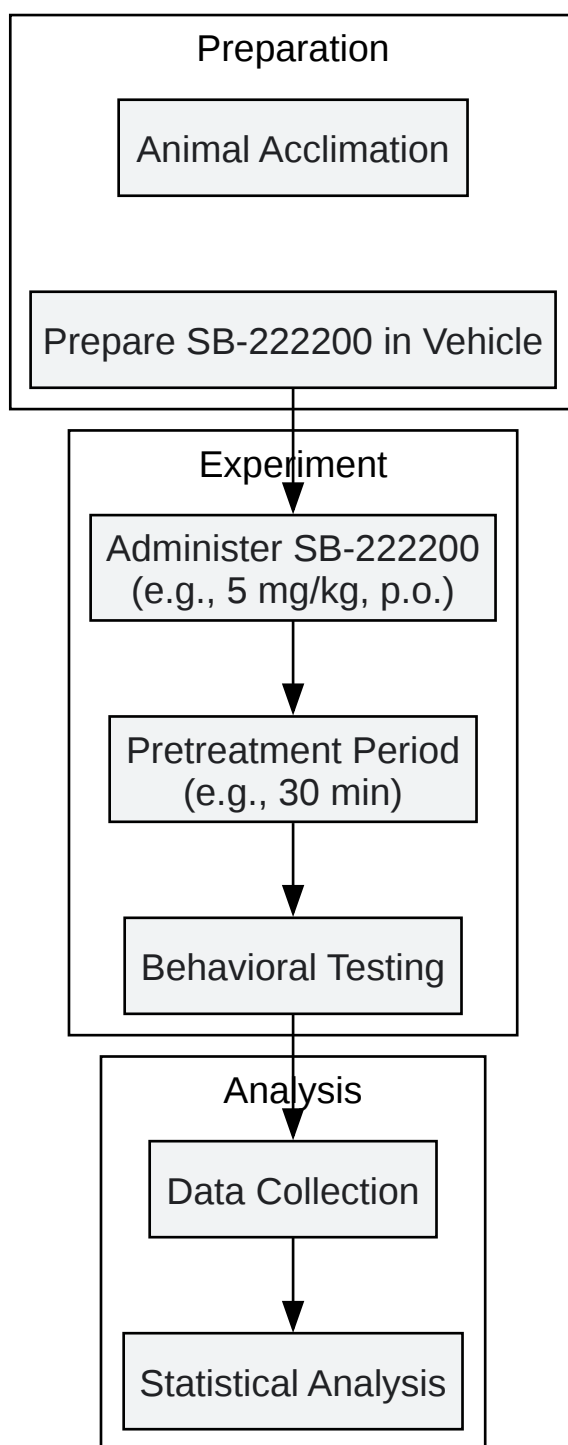 Preparation
Animal Acclimation
Prepare SB-222200 in Vehicle
Experiment
Administer SB-222200
(e.g., 5 mg/kg, p.o.)
Pretreatment Period
(e.g., 30 min)
Behavioral Testing
Analysis
Data Collection
Statistical Analysis